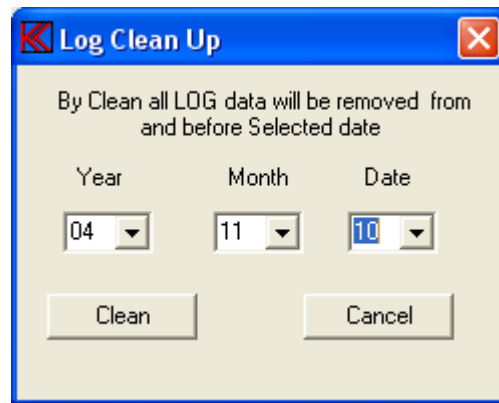 Log Clean Up
By Clean all LOG data will be removed from
and before Selected date
Year Month Date
04 11 10
Clean Cancel